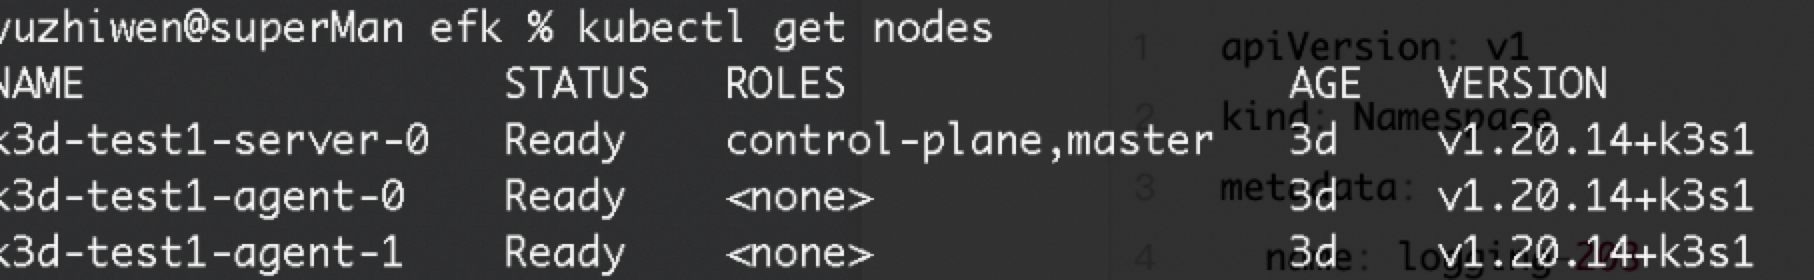 yuzhiwen@superMan efk % kubectl get nodes
NAME STATUS ROLES AGE VERSION
k3d-test1-server-0 Ready control-plane,master 3d v1.20.14+k3s1
k3d-test1-agent-0 Ready <none> 3d v1.20.14+k3s1
k3d-test1-agent-1 Ready <none> 3d v1.20.14+k3s1
1 apiVersion: v1
2 kind: Namespace
3 metadata:
4 name: